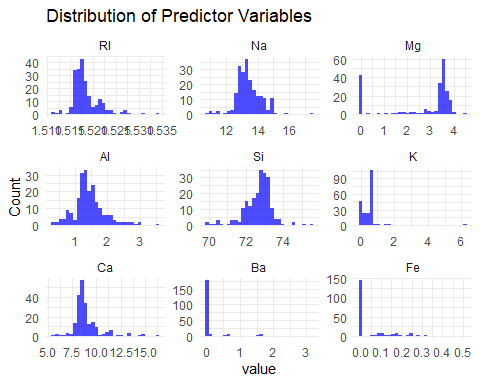 Distribution of Predictor Variables
RI Na Mg
40 30 20 10 0
30 20 10 0
60 40 20 0
1.510 1.515 1.520 1.525 1.530 1.535
12 14 16
0 1 2 3 4
Al Si K
30 20 10 0
30 20 10 0
90 60 30 0
1 2 3
70 72 74
0 2 4 6
Count
Ca Ba Fe
40 20 0
150 100 50 0
150 100 50 0
5.0 7.5 10.0 12.5 15.0
0 1 2 3
0.0 0.1 0.2 0.3 0.4 0.5
value